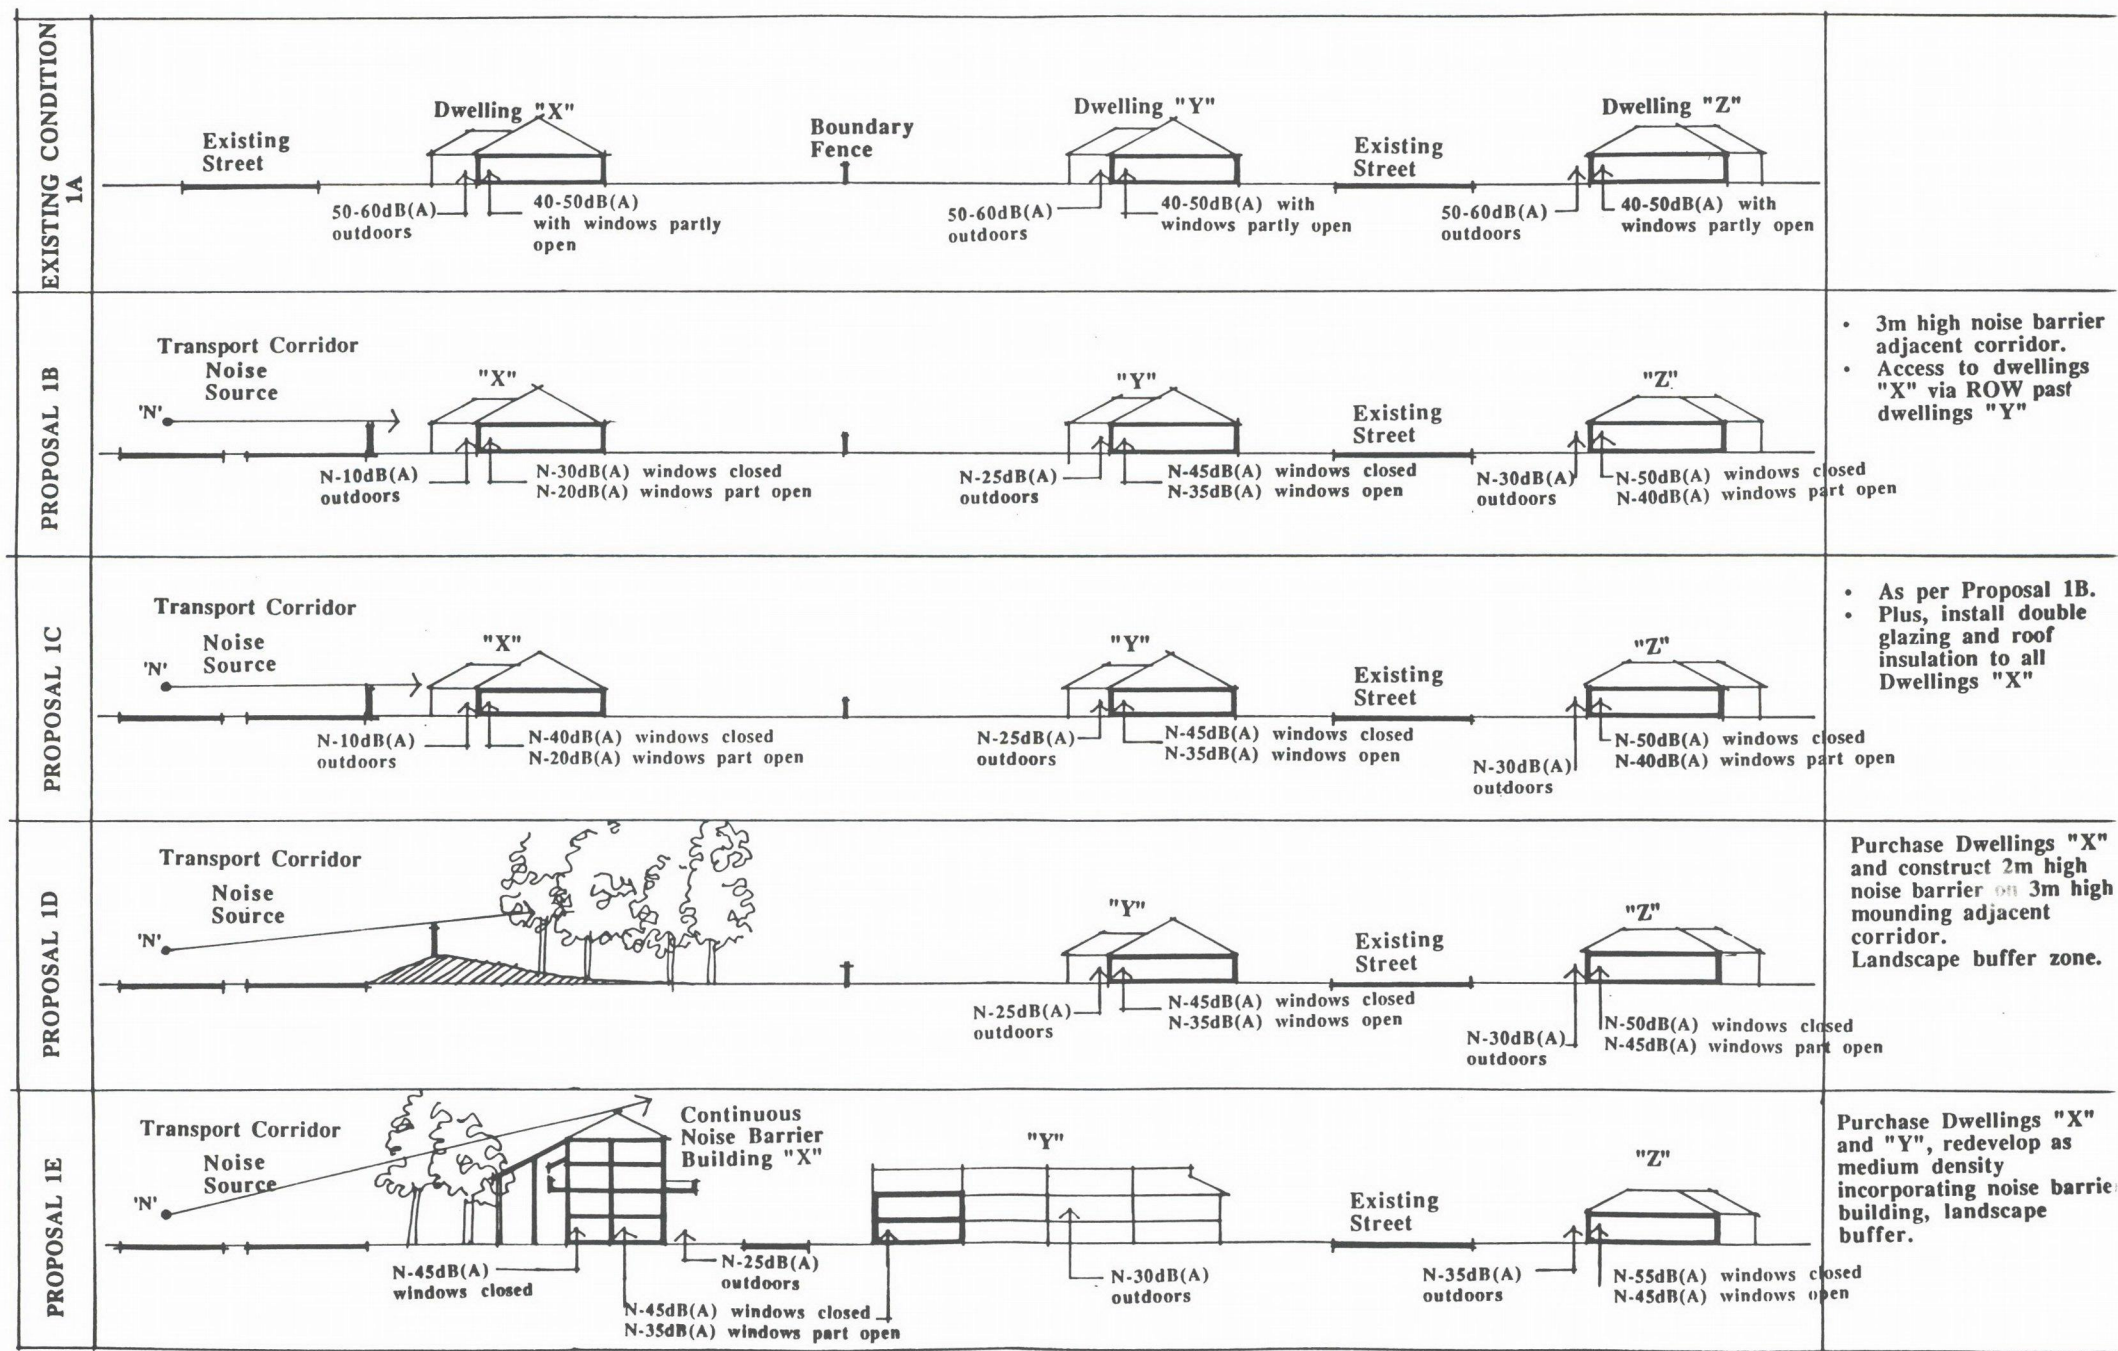 EXISTING CONDITION
1A
Dwelling "X"
Existing
Street
50-60dB(A)
outdoors
40-50dB(A)
with windows partly
open
Boundary
Fence
Dwelling "Y"
50-60dB(A)
outdoors
40-50dB(A) with
windows partly open
Existing
Street
Dwelling "Z"
50-60dB(A)
outdoors
40-50dB(A) with
windows partly open
PROPOSAL 1B
Transport Corridor
Noise
Source
'N'
"X"
N-10dB(A)
outdoors
N-30dB(A) windows closed
N-20dB(A) windows part open
"Y"
N-25dB(A)
outdoors
N-45dB(A) windows closed
N-35dB(A) windows open
Existing
Street
"Z"
N-30dB(A)
outdoors
N-50dB(A) windows closed
N-40dB(A) windows part open
• 3m high noise barrier
adjacent corridor.
• Access to dwellings
"X" via ROW past
dwellings "Y"
PROPOSAL 1C
Transport Corridor
Noise
Source
'N'
"X"
N-10dB(A)
outdoors
N-40dB(A) windows closed
N-20dB(A) windows part open
"Y"
N-25dB(A)
outdoors
N-45dB(A) windows closed
N-35dB(A) windows open
Existing
Street
"Z"
N-30dB(A)
outdoors
N-50dB(A) windows closed
N-40dB(A) windows part open
• As per Proposal 1B.
• Plus, install double
glazing and roof
insulation to all
Dwellings "X"
PROPOSAL 1D
Transport Corridor
Noise
Source
'N'
"Y"
N-25dB(A)
outdoors
N-45dB(A) windows closed
N-35dB(A) windows open
Existing
Street
"Z"
N-30dB(A)
outdoors
N-50dB(A) windows closed
N-45dB(A) windows part open
Purchase Dwellings "X"
and construct 2m high
noise barrier on 3m high
mounding adjacent
corridor.
Landscape buffer zone.
PROPOSAL 1E
Transport Corridor
Noise
Source
'N'
Continuous
Noise Barrier
Building "X"
N-45dB(A)
windows closed
N-25dB(A)
outdoors
N-45dB(A) windows closed
N-35dB(A) windows part open
"Y"
N-30dB(A)
outdoors
Existing
Street
"Z"
N-35dB(A)
outdoors
N-55dB(A) windows closed
N-45dB(A) windows open
Purchase Dwellings "X"
and "Y", redevelop as
medium density
incorporating noise barrie
building, landscape
buffer.